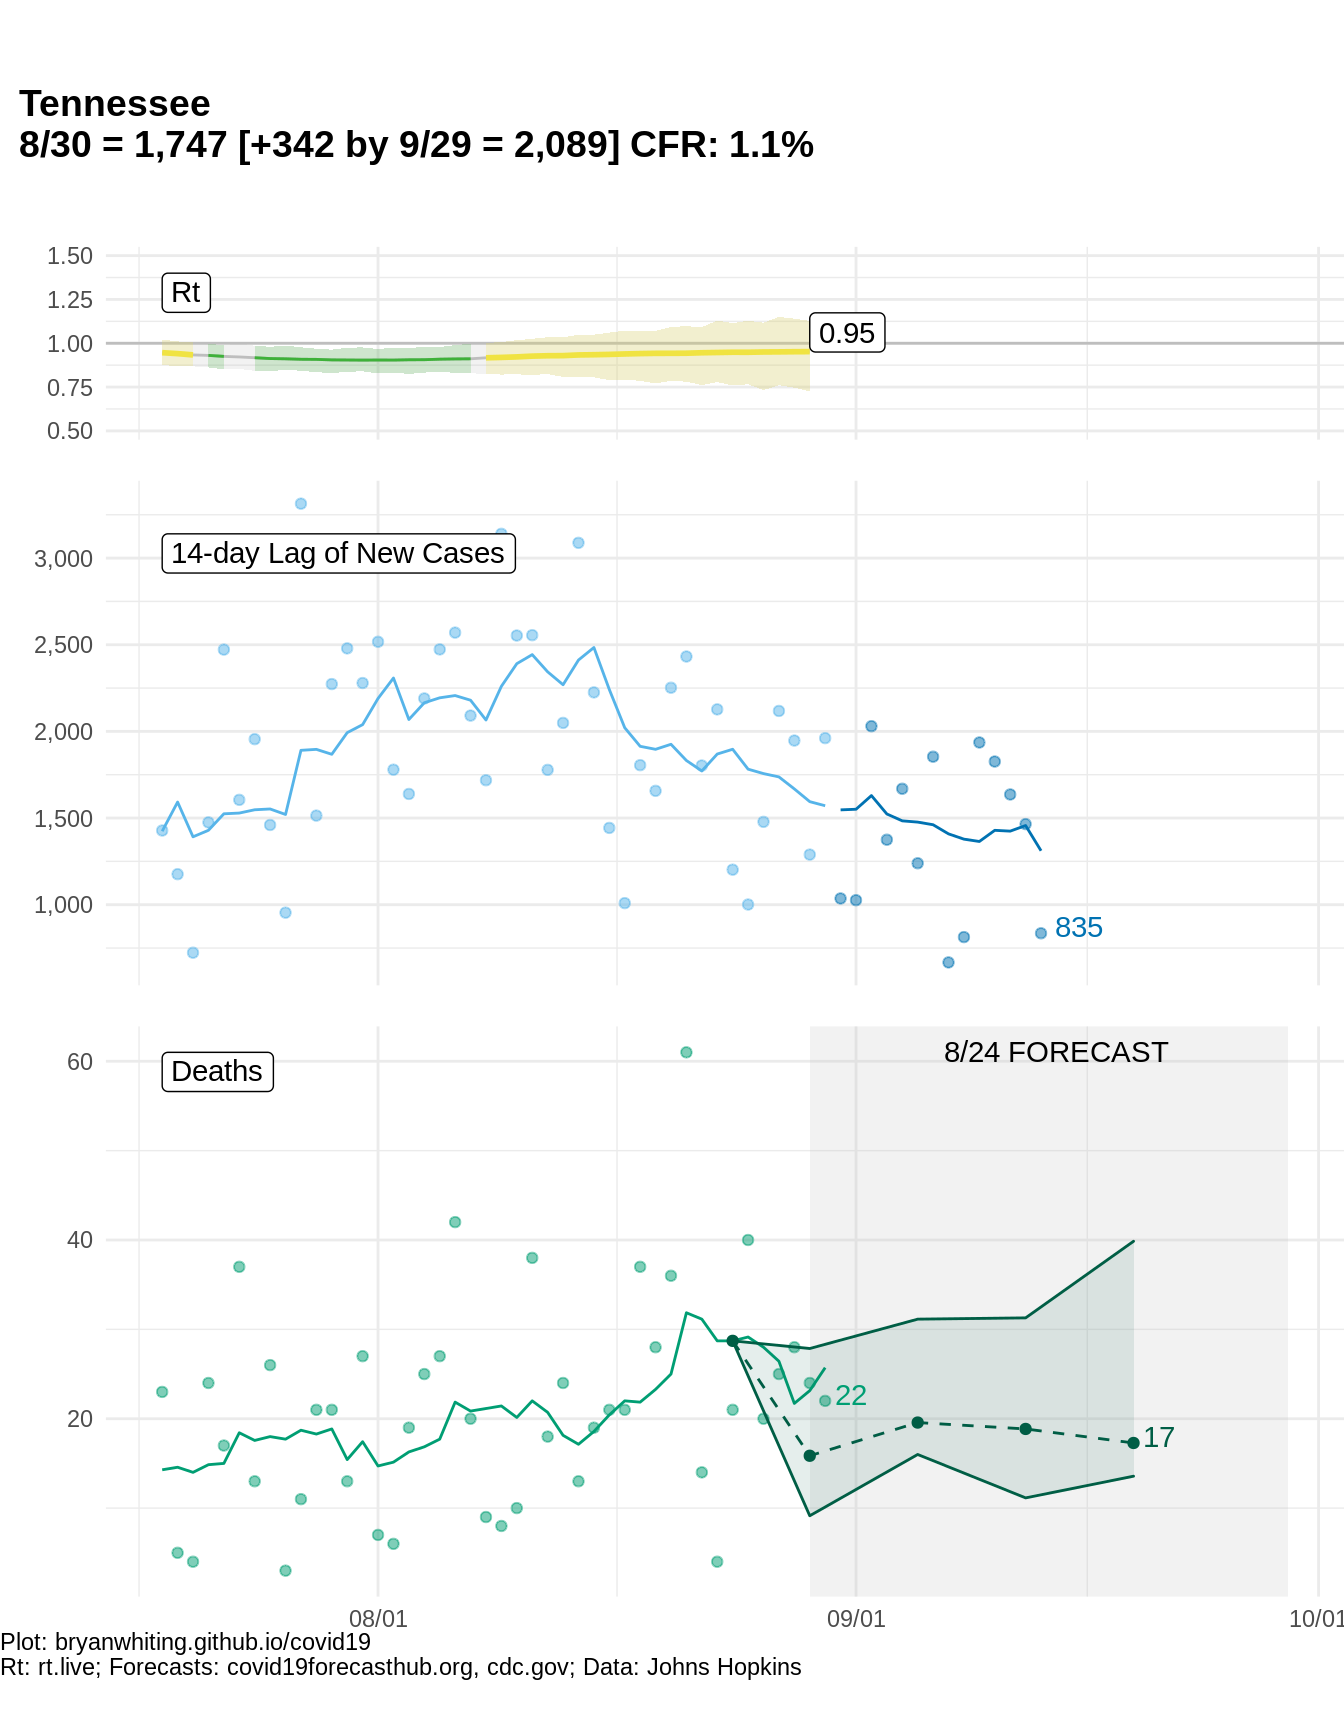 Tennessee
8/30 = 1,747 [+342 by 9/29 = 2,089] CFR: 1.1%
1.50
1.25
1.00
0.75
0.50
Rt
0.95
3,000
2,500
2,000
1,500
1,000
14-day Lag of New Cases
835
60
40
20
Deaths
8/24 FORECAST
22
17
08/01
09/01
10/01
Plot: bryanwhiting.github.io/covid19
Rt: rt.live; Forecasts: covid19forecasthub.org, cdc.gov; Data: Johns Hopkins